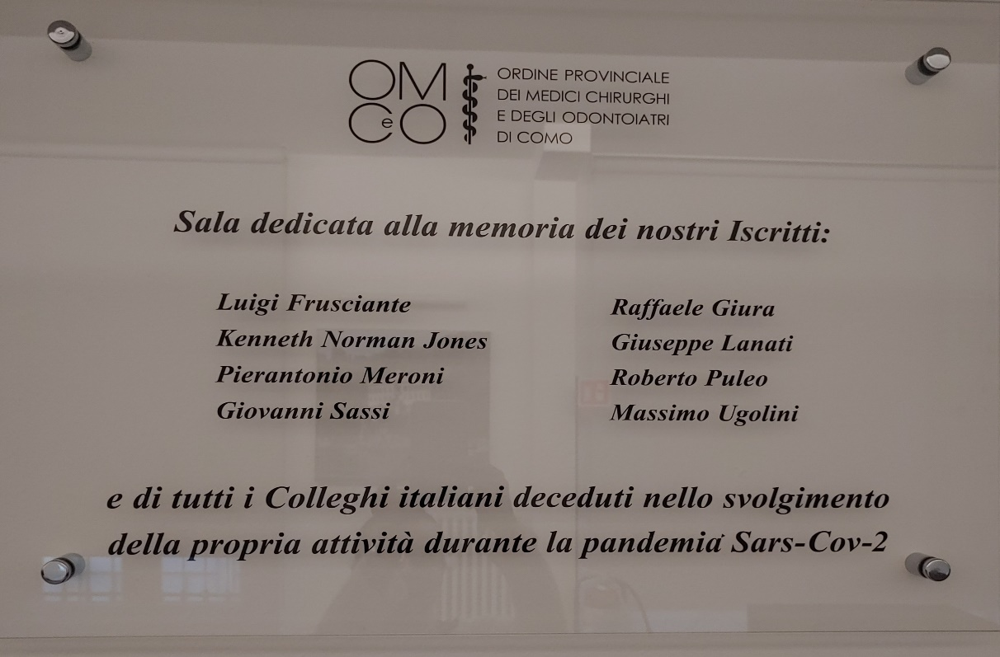 OM
CeO
ORDINE PROVINCIALE
DEI MEDICI CHIRURGHI
E DEGLI ODONTOIATRI
DI COMO
Sala dedicata alla memoria dei nostri Iscritti:
Luigi Frusciante
Kenneth Norman Jones
Pierantonio Meroni
Giovanni Sassi
Raffaele Giura
Giuseppe Lanati
Roberto Puleo
Massimo Ugolini
e di tutti i Colleghi italiani deceduti nello svolgimento
della propria attività durante la pandemia Sars-Cov-2